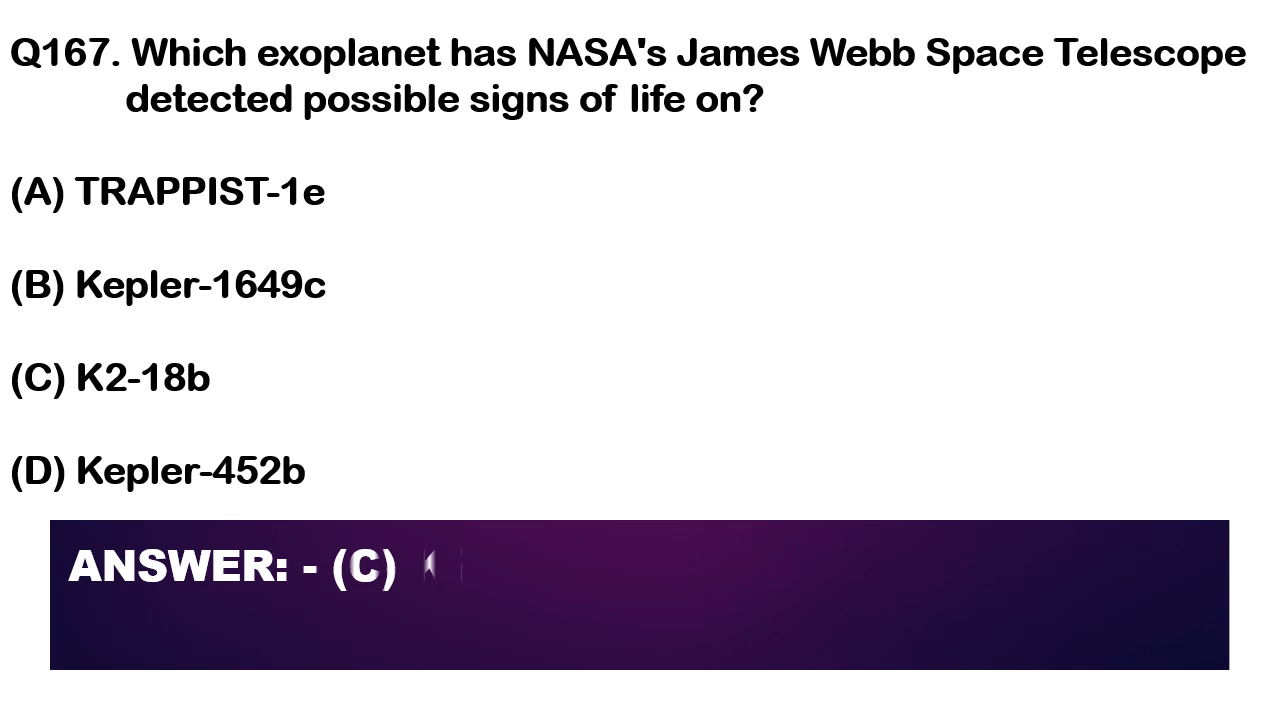 Q167. Which exoplanet has NASA's James Webb Space Telescope
detected possible signs of life on?
(A) TRAPPIST-1e
(B) Kepler-1649c
(C) K2-18b
(D) Kepler-452b
ANSWER: - (C)